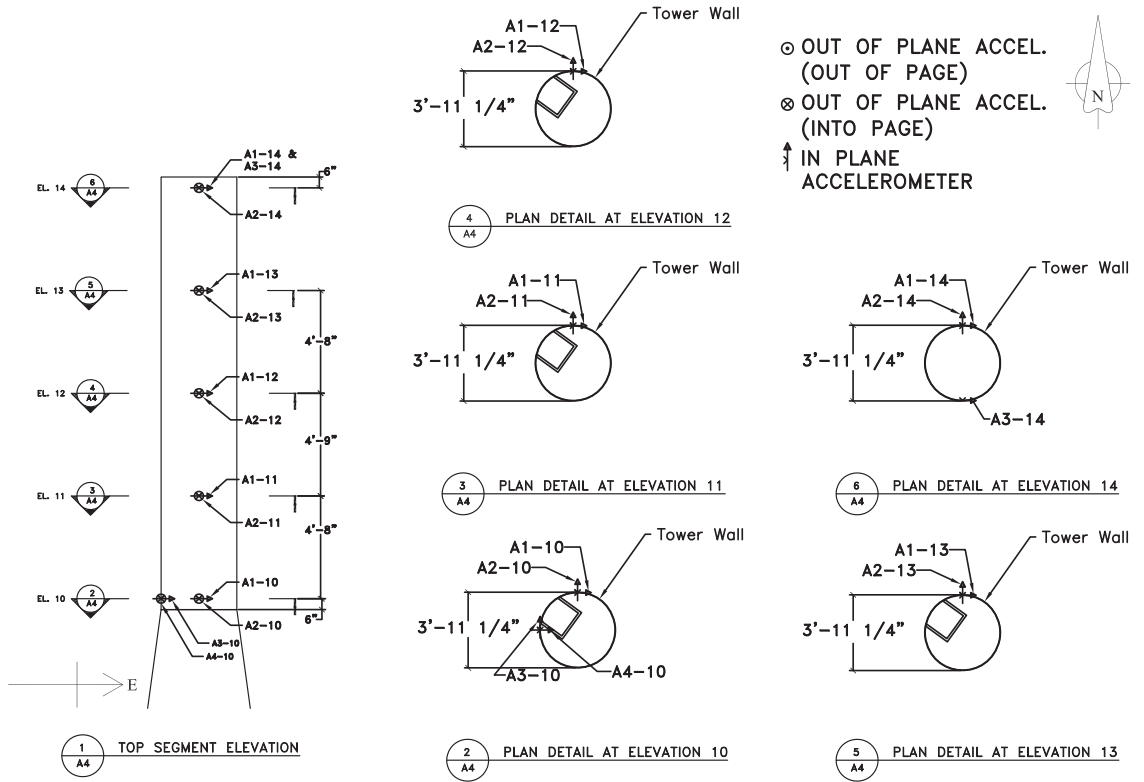 A1-14 &
A3-14
6"
EL. 14
6
A4
A2-14
A1-13
EL. 13
5
A4
A2-13
4'-8"
A1-12
EL. 12
4
A4
A2-12
4'-9"
A1-11
EL. 11
3
A4
A2-11
4'-8"
A1-10
EL. 10
2
A4
A2-10
6"
A3-10
A4-10
E
1
A4
TOP SEGMENT ELEVATION
Tower Wall
A1-12
A2-12
3'-11 1/4"
4
A4
PLAN DETAIL AT ELEVATION 12
Tower Wall
A1-11
A2-11
3'-11 1/4"
3
A4
PLAN DETAIL AT ELEVATION 11
Tower Wall
A1-10
A2-10
3'-11 1/4"
A3-10
A4-10
2
A4
PLAN DETAIL AT ELEVATION 10
OUT OF PLANE ACCEL.
(OUT OF PAGE)
OUT OF PLANE ACCEL.
(INTO PAGE)
IN PLANE
ACCELEROMETER
N
Tower Wall
A1-14
A2-14
3'-11 1/4"
A3-14
6
A4
PLAN DETAIL AT ELEVATION 14
Tower Wall
A1-13
A2-13
3'-11 1/4"
5
A4
PLAN DETAIL AT ELEVATION 13